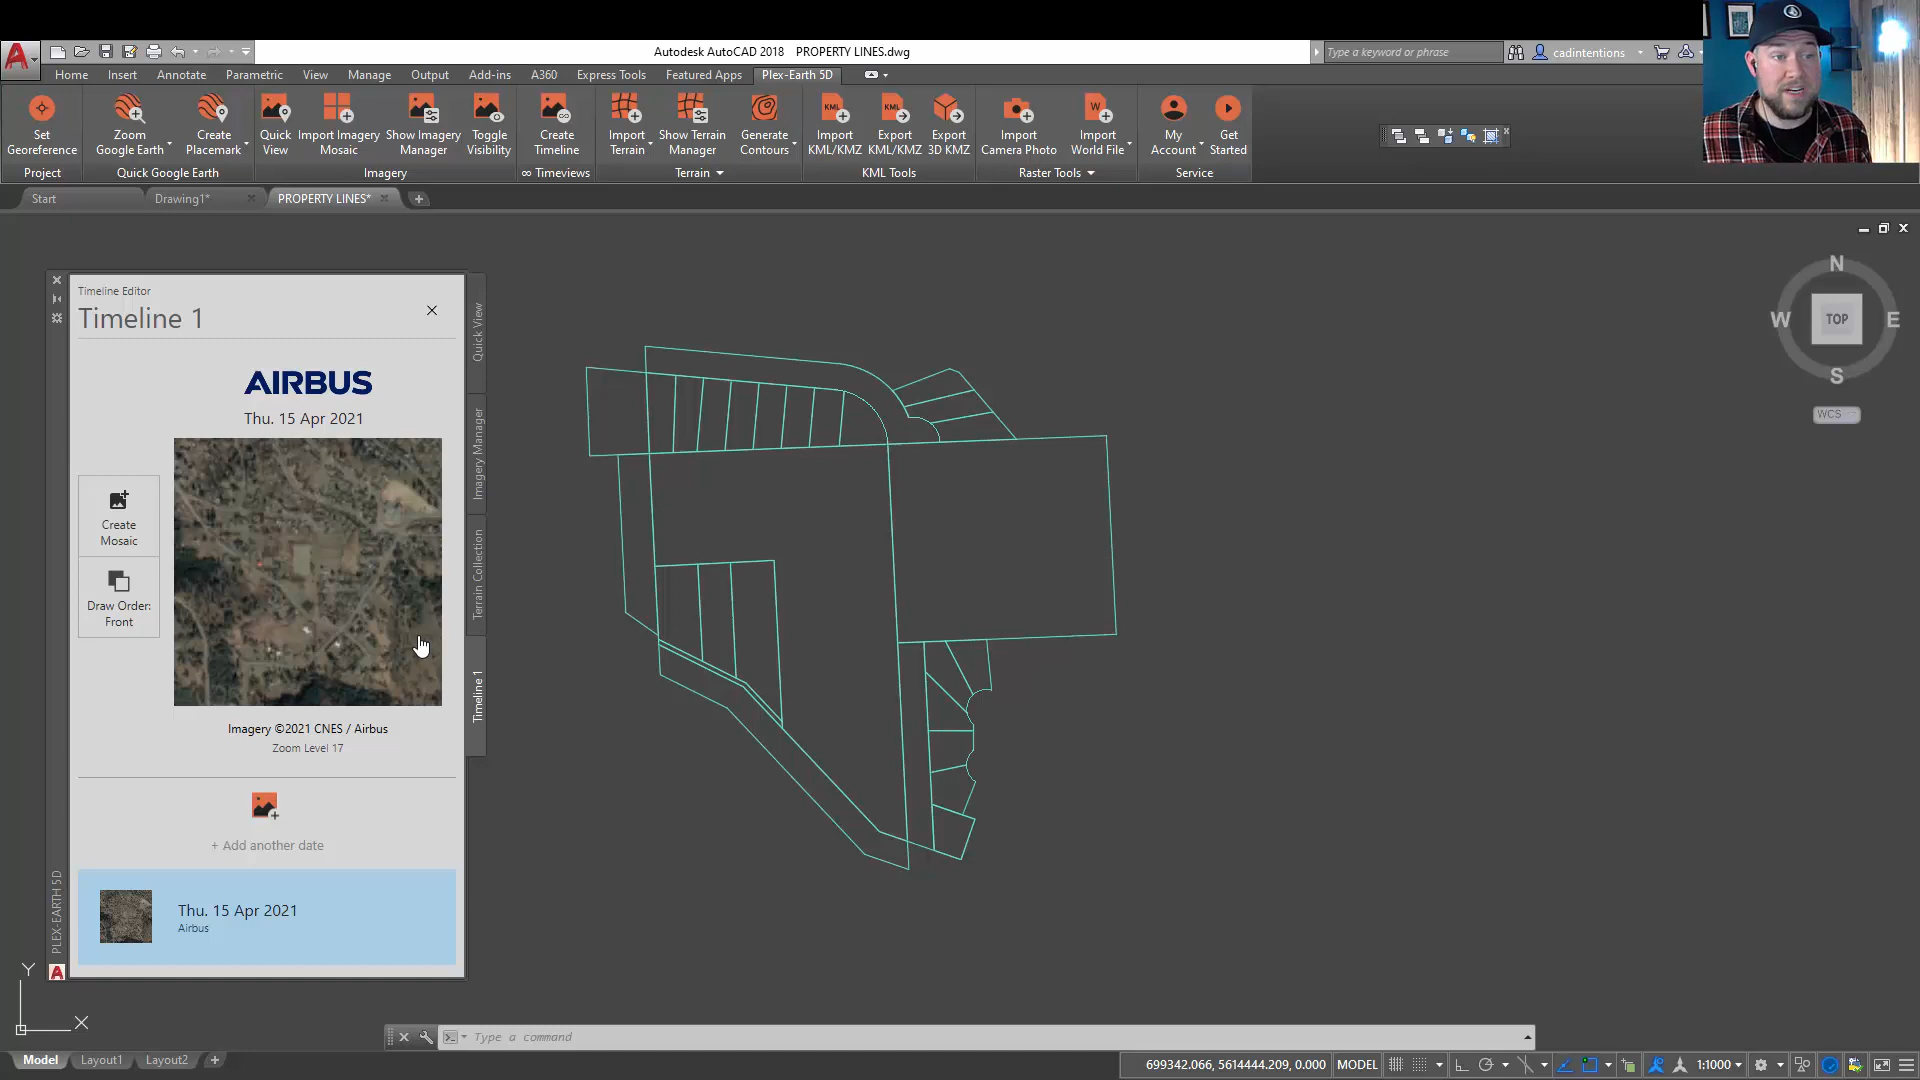 Autodesk AutoCAD 2018 PROPERTY LINES.dwg
Type a keyword or phrase
cadintentions
Home Insert Annotate Parametric View Manage Output Add-ins A360 Express Tools Featured Apps Plex-Earth 5D
Set Georeference
Zoom Google Earth
Create Placemark
Quick View
Import Imagery Mosaic
Show Imagery Manager
Toggle Visibility
Create Timeline
Import Terrain
Show Terrain Manager
Generate Contours
Import KML/KMZ
Export KML/KMZ
Export 3D KMZ
Import Camera Photo
Import World File
My Account
Get Started
Project Quick Google Earth Imagery ∞ Timeviews Terrain KML Tools Raster Tools Service
Start Drawing1* PROPERTY LINES*
N
W TOP E
S
WCS
Timeline Editor
Timeline 1
AIRBUS
Thu. 15 Apr 2021
Create Mosaic
Draw Order: Front
Imagery ©2021 CNES / Airbus
Zoom Level 17
+ Add another date
Thu. 15 Apr 2021
Airbus
Quick View
Imagery Manager
Terrain Collection
Timeline 1
PLEX-EARTH 5D
Y
X
Type a command
Model Layout1 Layout2
699342.066, 5614444.209, 0.000 MODEL 1:1000